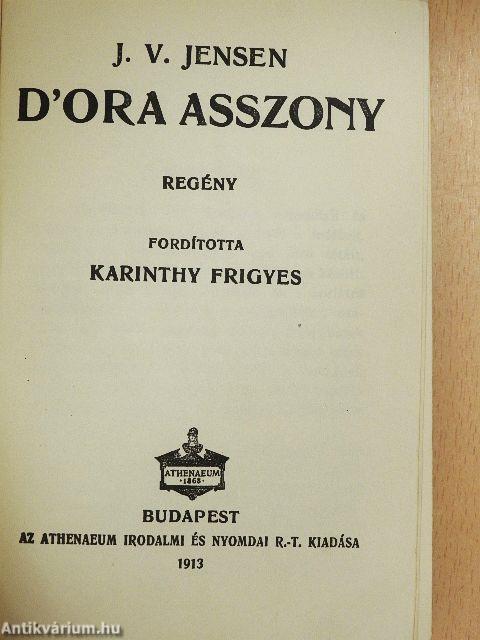 J. V. JENSEN
D'ORA ASSZONY
REGÉNY
FORDÍTOTTA
KARINTHY FRIGYES
ATHENAEUM
·1868·
BUDAPEST
AZ ATHENAEUM IRODALMI ÉS NYOMDAI R.-T. KIADÁSA
1913
Antikvárium.hu